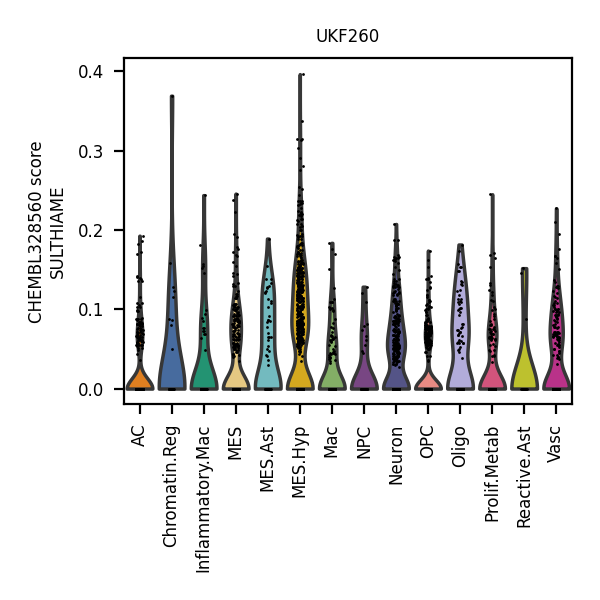 UKF260
CHEMBL328560 score
SULTHIAME
0.4
0.3
0.2
0.1
0.0
AC
Chromatin.Reg
Inflammatory.Mac
MES
MES.Ast
MES.Hyp
Mac
NPC
Neuron
OPC
Oligo
Prolif.Metab
Reactive.Ast
Vasc